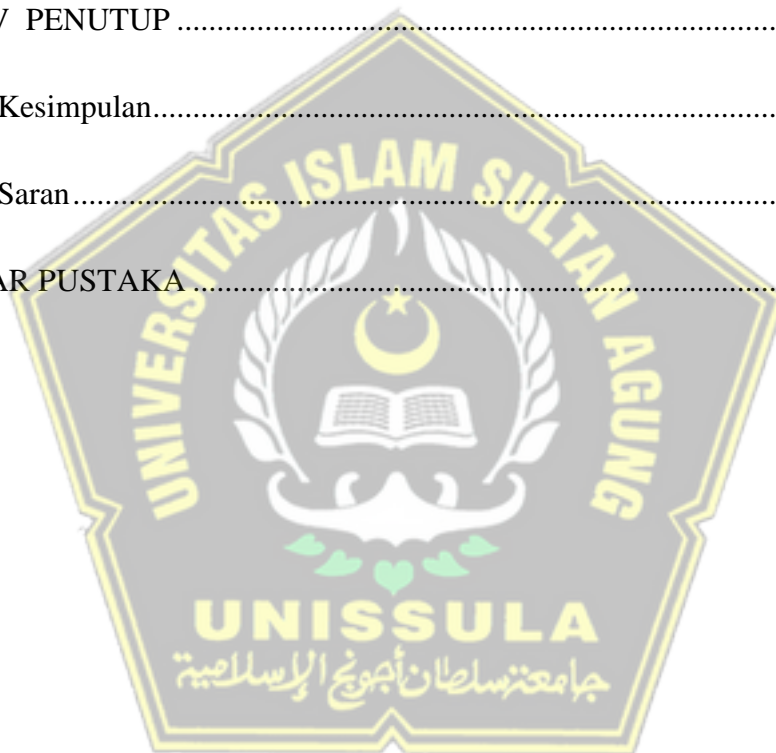 V PENUTUP ....................................................................................
Kesimpulan....................................................................................
Saran..............................................................................................
AR PUSTAKA ................................................................................
UNIVERSITAS ISLAM SULTAN AGUNG
UNISSULA
جامعة سلطان أجونج الإسلامية